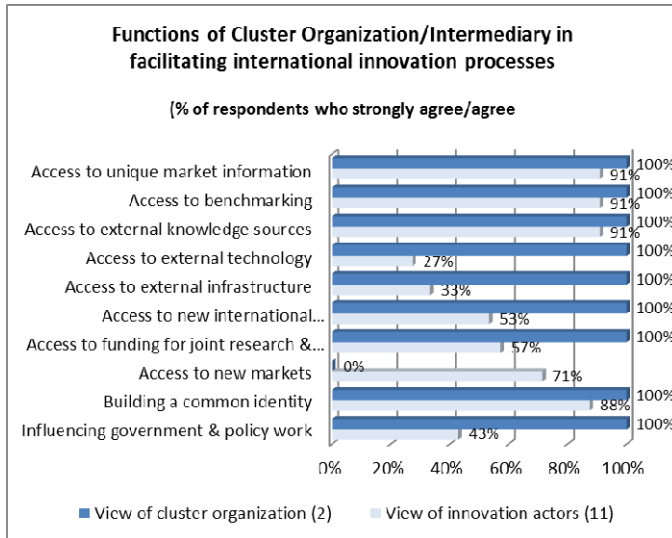 Functions of Cluster Organization/Intermediary in
facilitating international innovation processes
(% of respondents who strongly agree/agree
Access to unique market information
100%
91%
Access to benchmarking
100%
91%
Access to external knowledge sources
100%
91%
Access to external technology
100%
27%
Access to external infrastructure
100%
33%
Access to new international...
100%
53%
Access to funding for joint research &...
100%
57%
Access to new markets
0%
71%
Building a common identity
100%
88%
Influencing government & policy work
100%
43%
0% 20% 40% 60% 80% 100%
View of cluster organization (2) View of innovation actors (11)